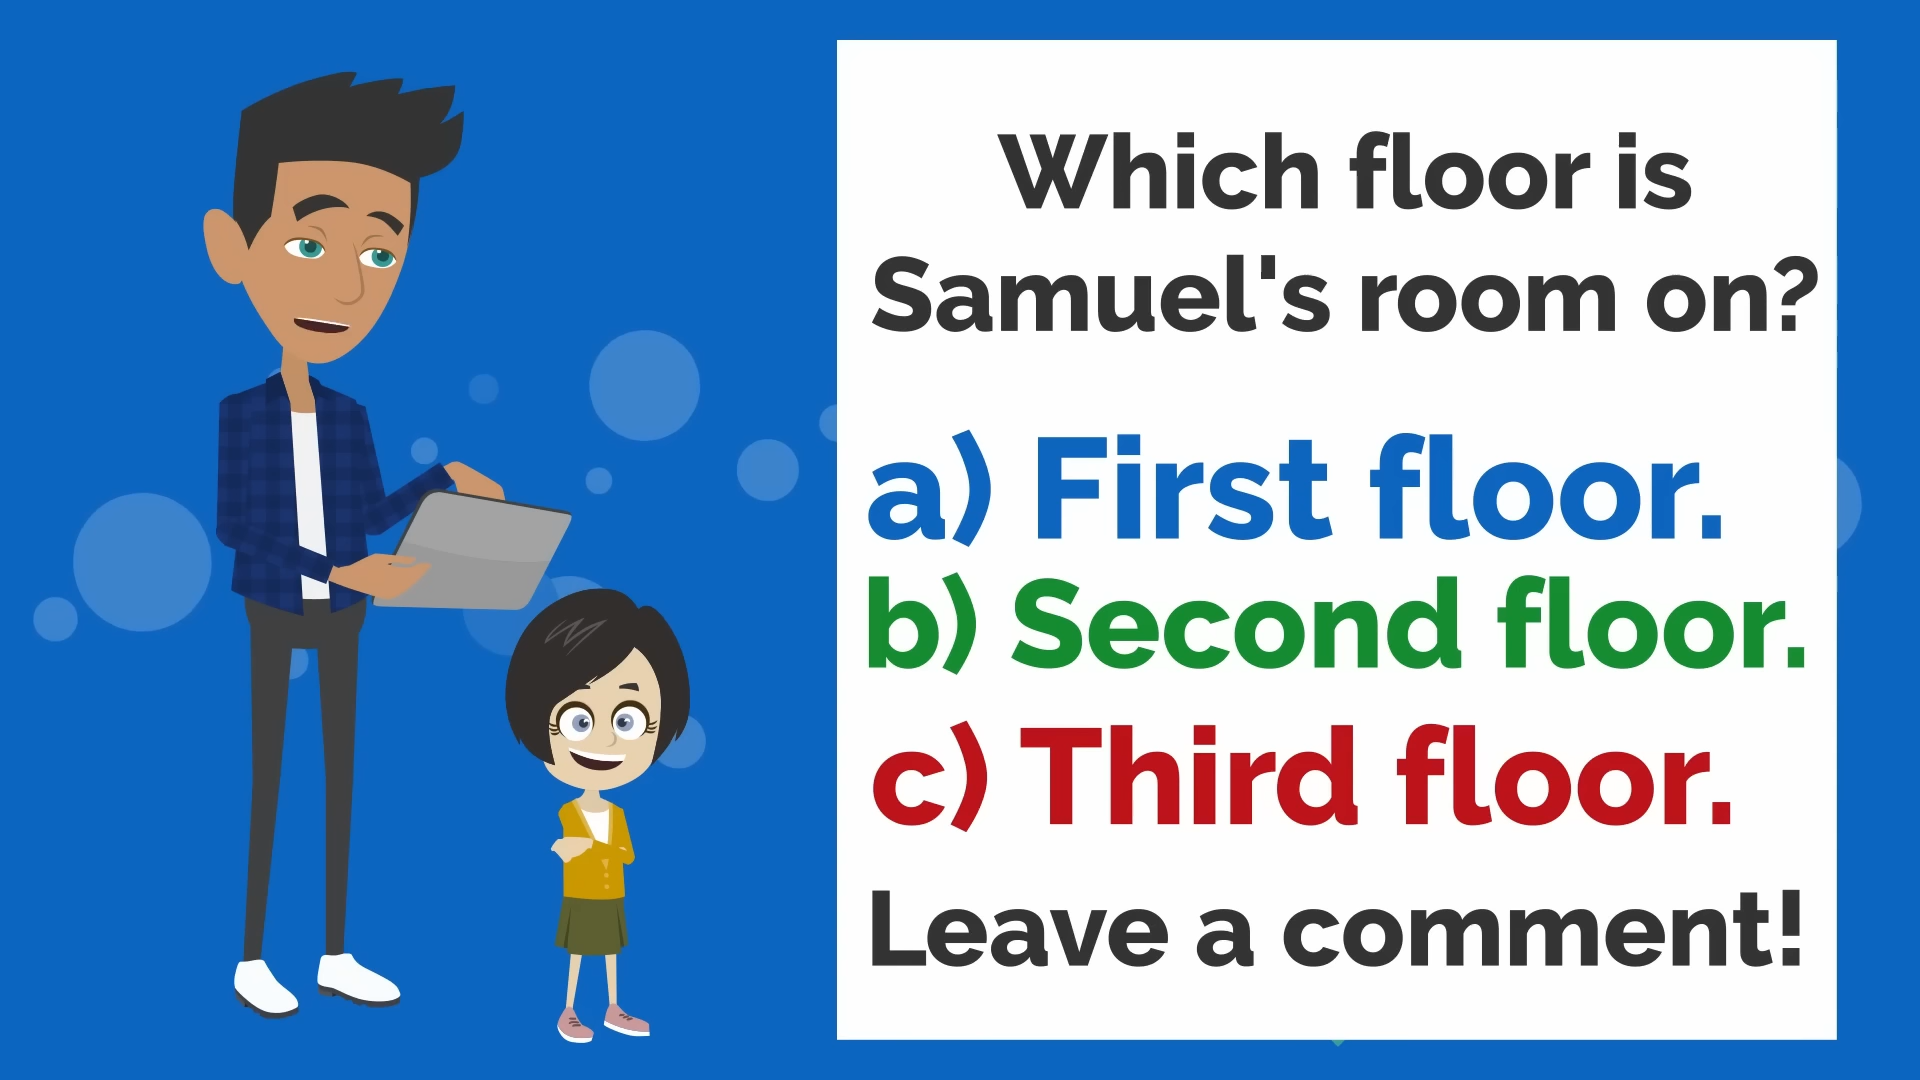 Which floor is
Samuel's room on?
a) First floor.
b) Second floor.
c) Third floor.
Leave a comment!